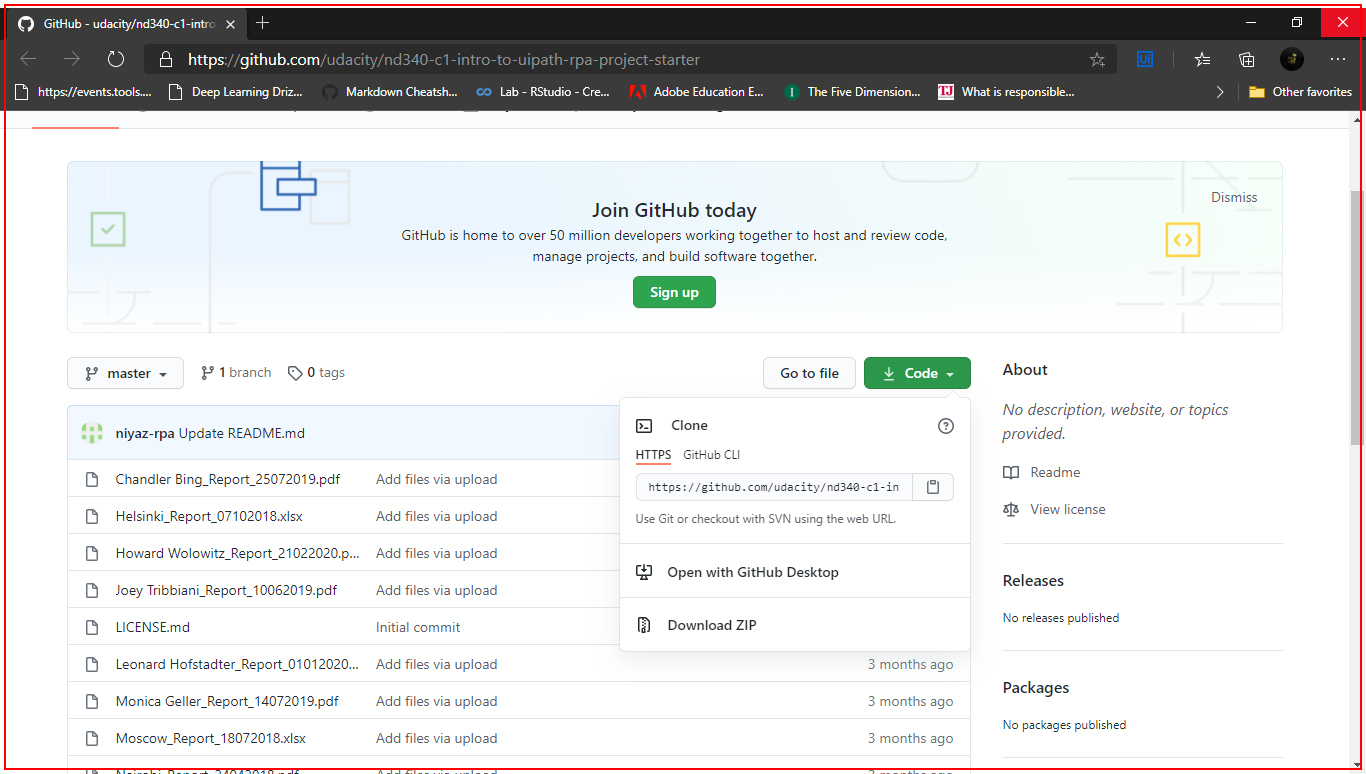 GitHub - udacity/nd340-c1-intro
https://github.com/udacity/nd340-c1-intro-to-uipath-rpa-project-starter
https://events.tools....
Deep Learning Driz...
Markdown Cheatsh...
Lab - RStudio - Cre...
Adobe Education E...
The Five Dimension...
TJ
What is responsible...
Other favorites
Join GitHub today
Dismiss
GitHub is home to over 50 million developers working together to host and review code,
manage projects, and build software together.
Sign up
master
1 branch
0 tags
Go to file
Code
niyaz-rpa Update README.md
Chandler Bing_Report_25072019.pdf Add files via upload
Helsinki_Report_07102018.xlsx Add files via upload
Howard Wolowitz_Report_21022020.p... Add files via upload
Joey Tribbiani_Report_10062019.pdf Add files via upload
LICENSE.md Initial commit
Leonard Hofstadter_Report_01012020... Add files via upload 3 months ago
Monica Geller_Report_14072019.pdf Add files via upload 3 months ago
Moscow_Report_18072018.xlsx Add files via upload 3 months ago
Clone
HTTPS GitHub CLI
https://github.com/udacity/nd340-c1-in
Use Git or checkout with SVN using the web URL.
Open with GitHub Desktop
Download ZIP
About
No description, website, or topics
provided.
Readme
View license
Releases
No releases published
Packages
No packages published